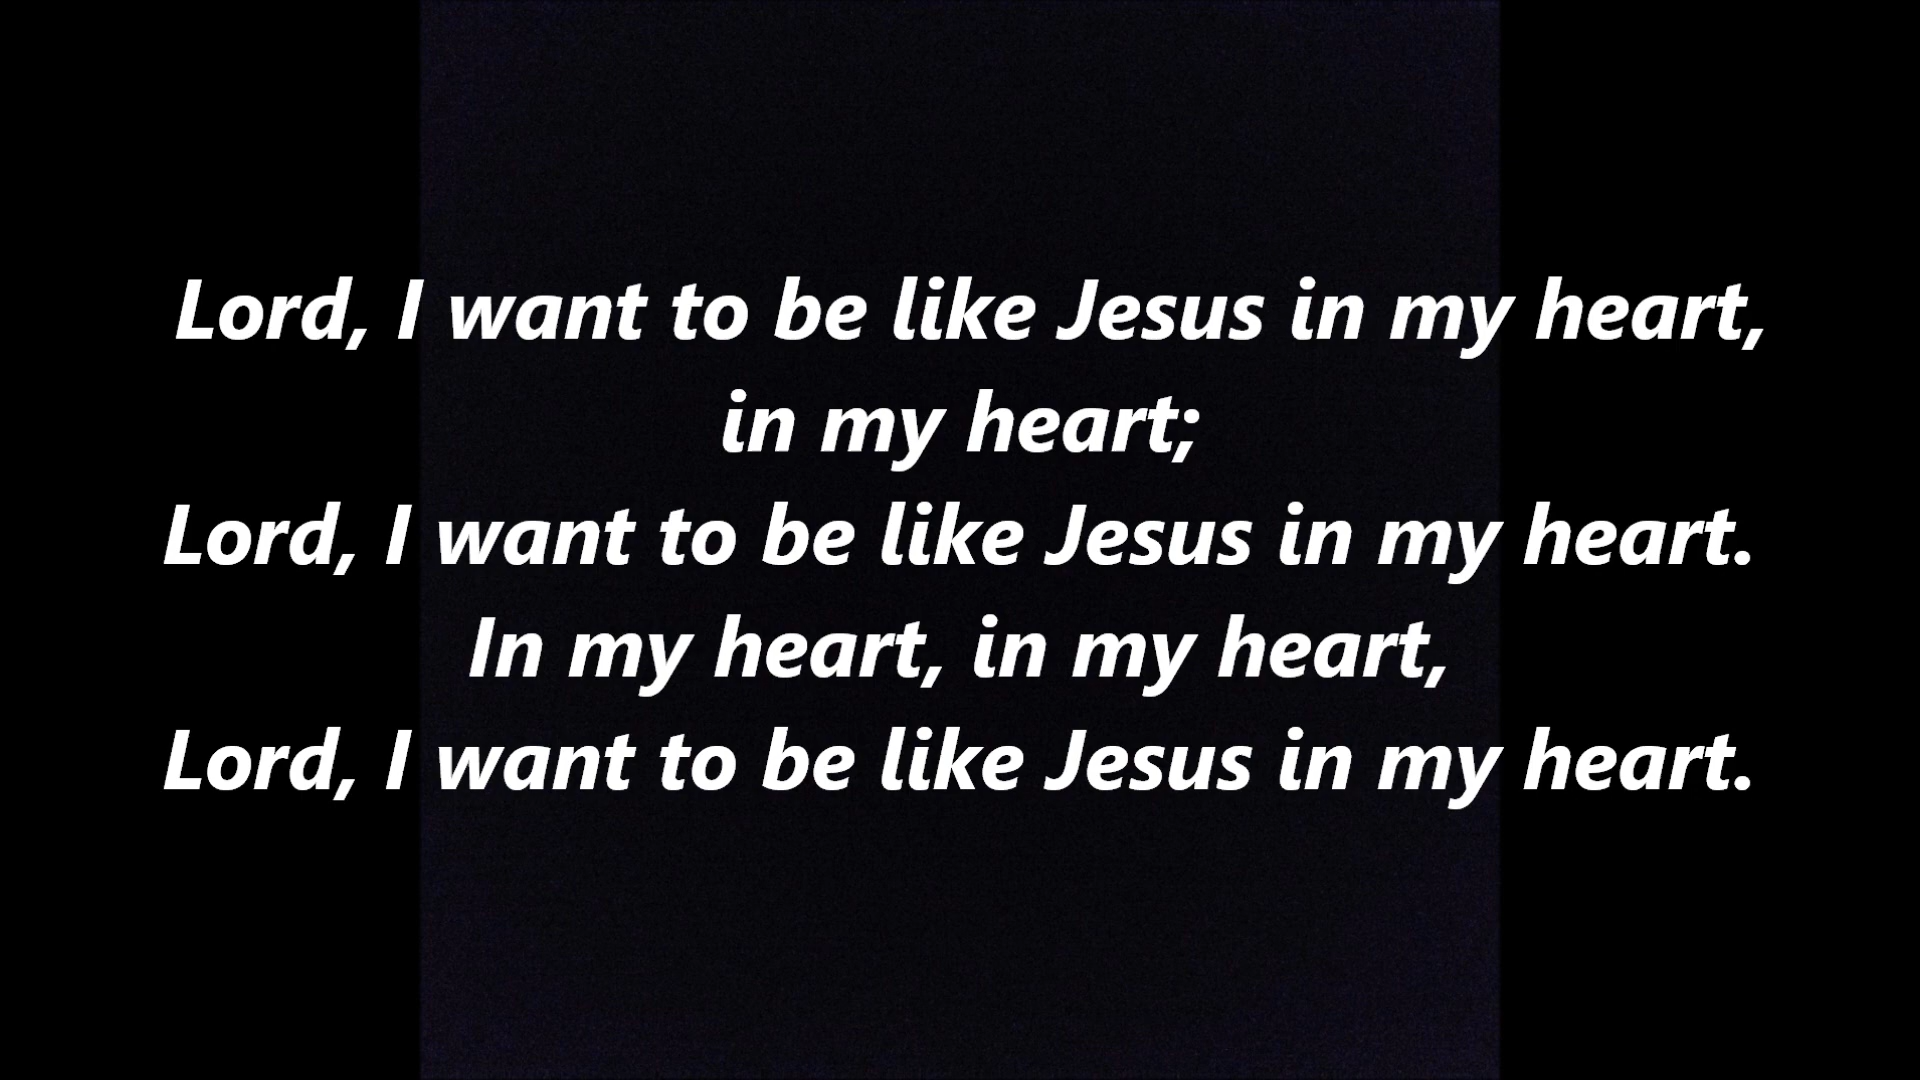 Lord, I want to be like Jesus in my heart,
in my heart;
Lord, I want to be like Jesus in my heart.
In my heart, in my heart,
Lord, I want to be like Jesus in my heart.